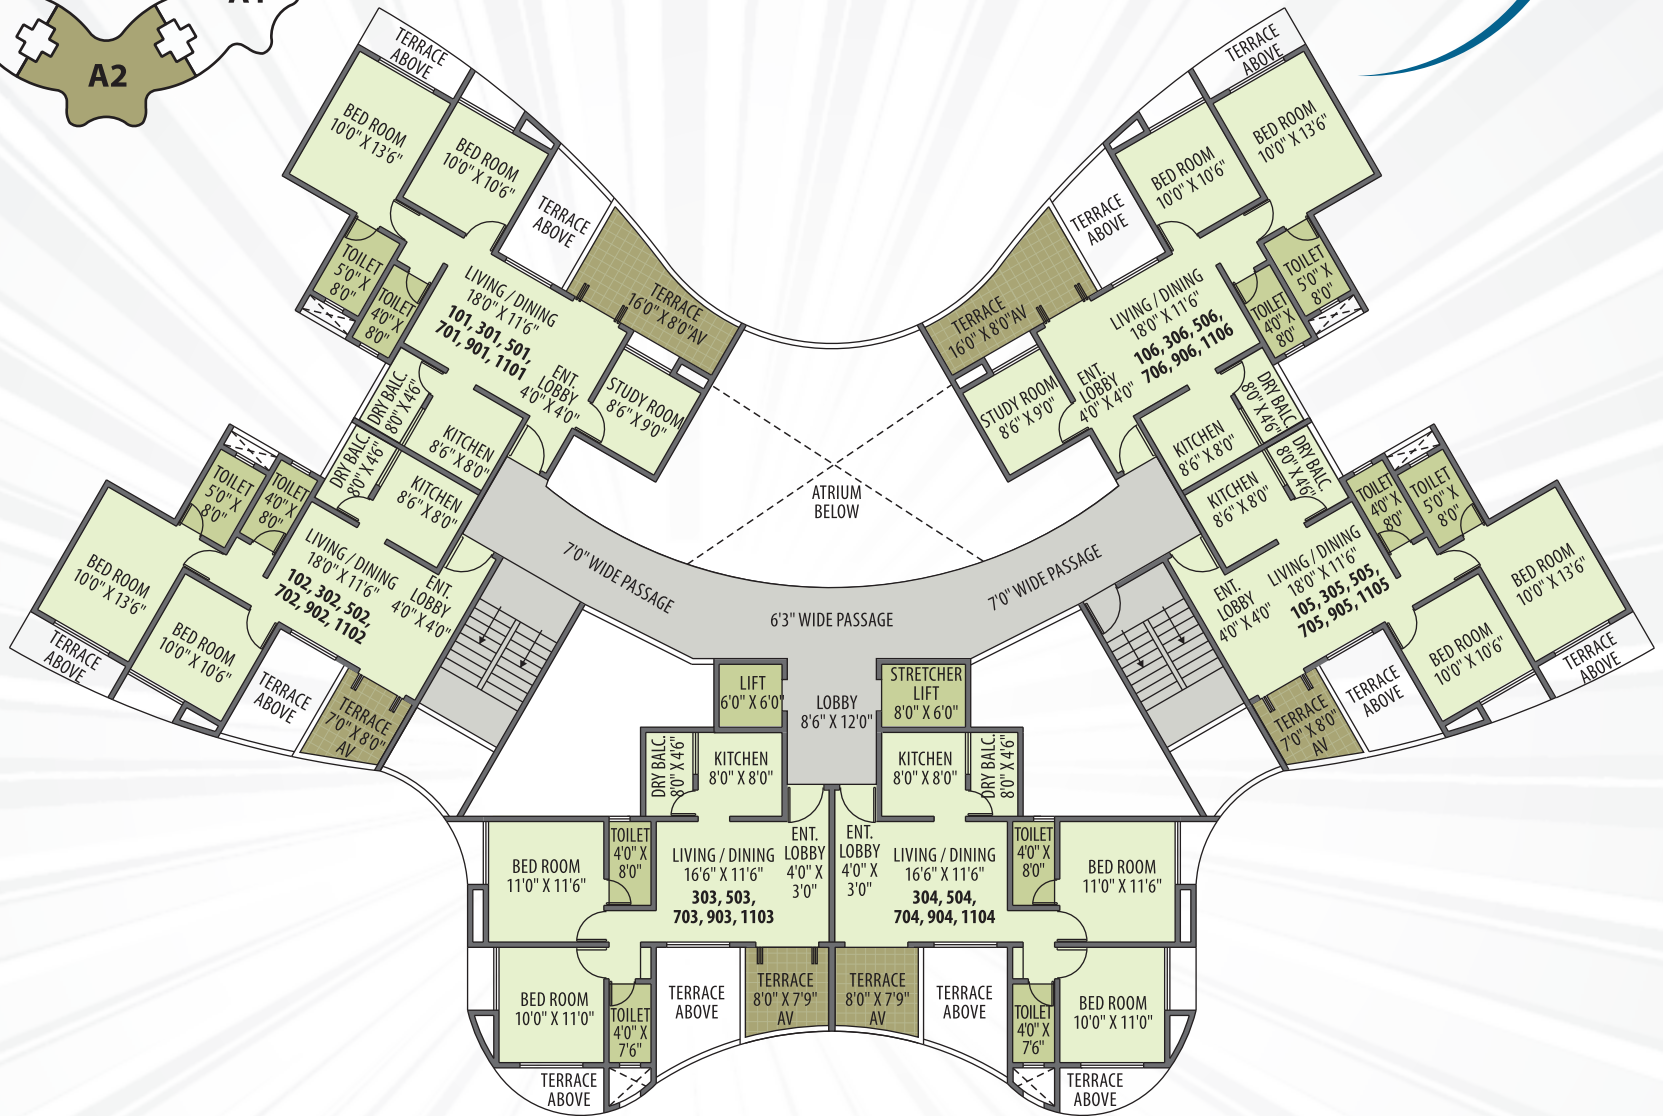 A1
A2
TERRACE
ABOVE
BED ROOM
10'0" X 13'6"
BED ROOM
10'0" X 10'6"
TERRACE
ABOVE
TERRACE
16'0" X 8'0"AV
TOILET
5'0" X
8'0"
TOILET
4'0" X
8'0"
LIVING / DINING
18'0" X 11'6"
101, 301, 501,
701, 901, 1101
ENT.
LOBBY
4'0" X 4'0"
STUDY ROOM
8'6" X 9'0"
DRY BALC.
8'0" X 4'6"
KITCHEN
8'6" X 8'0"
TERRACE
ABOVE
BED ROOM
10'0" X 13'6"
BED ROOM
10'0" X 10'6"
TERRACE
ABOVE
TERRACE
16'0" X 8'0"AV
TOILET
5'0" X
8'0"
TOILET
4'0" X
8'0"
LIVING / DINING
18'0" X 11'6"
106, 306, 506,
706, 906, 1106
ENT.
LOBBY
4'0" X 4'0"
STUDY ROOM
8'6" X 9'0"
DRY BALC.
8'0" X 4'6"
KITCHEN
8'6" X 8'0"
DRY BALC.
8'0" X 4'6"
KITCHEN
8'6" X 8'0"
TOILET
5'0" X
8'0"
TOILET
4'0" X
8'0"
LIVING / DINING
18'0" X 11'6"
102, 302, 502,
702, 902, 1102
ENT.
LOBBY
4'0" X 4'0"
BED ROOM
10'0" X 13'6"
BED ROOM
10'0" X 10'6"
TERRACE
ABOVE
TERRACE
ABOVE
TERRACE
7'0" X 8'0"
AV
ATRIUM
BELOW
7'0" WIDE PASSAGE
6'3" WIDE PASSAGE
7'0" WIDE PASSAGE
DRY BALC.
8'0" X 4'6"
KITCHEN
8'6" X 8'0"
TOILET
4'0" X
8'0"
TOILET
5'0" X
8'0"
LIVING / DINING
18'0" X 11'6"
105, 305, 505,
705, 905, 1105
ENT.
LOBBY
4'0" X 4'0"
BED ROOM
10'0" X 13'6"
BED ROOM
10'0" X 10'6"
TERRACE
ABOVE
TERRACE
ABOVE
TERRACE
7'0" X 8'0"
AV
LIFT
6'0" X 6'0"
LOBBY
8'6" X 12'0"
STRETCHER
LIFT
8'0" X 6'0"
DRY BALC.
8'0" X 4'6"
KITCHEN
8'0" X 8'0"
KITCHEN
8'0" X 8'0"
DRY BALC.
8'0" X 4'6"
BED ROOM
11'0" X 11'6"
TOILET
4'0" X
8'0"
LIVING / DINING
16'6" X 11'6"
303, 503,
703, 903, 1103
ENT.
LOBBY
4'0" X
3'0"
ENT.
LOBBY
4'0" X
3'0"
LIVING / DINING
16'6" X 11'6"
304, 504,
704, 904, 1104
TOILET
4'0" X
8'0"
BED ROOM
11'0" X 11'6"
BED ROOM
10'0" X 11'0"
TOILET
4'0" X
7'6"
TERRACE
ABOVE
TERRACE
8'0" X 7'9"
AV
TERRACE
8'0" X 7'9"
AV
TERRACE
ABOVE
TOILET
4'0" X
7'6"
BED ROOM
10'0" X 11'0"
TERRACE
ABOVE
TERRACE
ABOVE